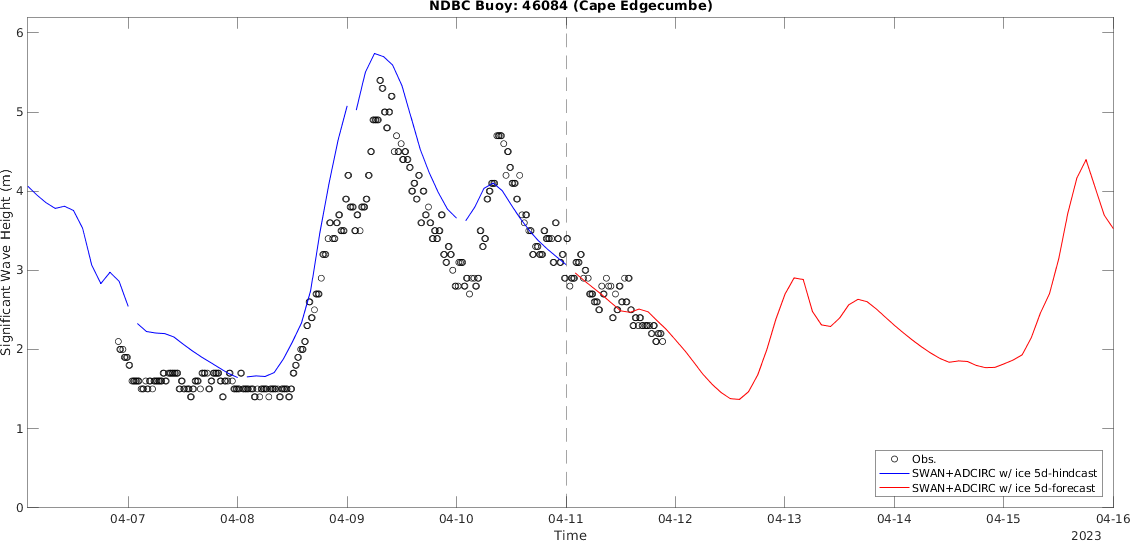 NDBC Buoy: 46084 (Cape Edgecumbe)
Significant Wave Height (m)
6
5
4
3
2
1
0
Obs.
SWAN+ADCIRC w/ ice 5d-hindcast
SWAN+ADCIRC w/ ice 5d-forecast
04-07 04-08 04-09 04-10 04-11 04-12 04-13 04-14 04-15 04-16
Time
2023